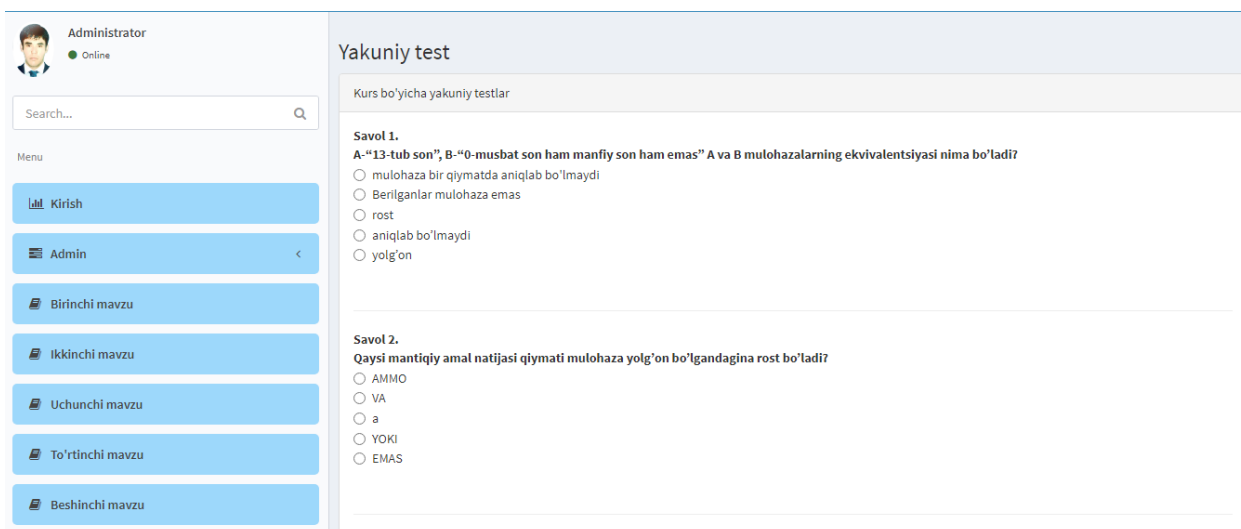 Administrator
Online
Search...
Menu
Kirish
Admin
Birinchi mavzu
Ikkinchi mavzu
Uchunchi mavzu
To'rtinchi mavzu
Beshinchi mavzu
Yakuniy test
Kurs bo'yicha yakuniy testlar
Savol 1.
A-“13-tub son”, B-“0-musbat son ham manfiy son ham emas” A va B mulohazalarning ekvivalentsiyasi nima bo’ladi?
mulohaza bir qiymatda aniqlab bo’lmaydi
Berilganlar mulohaza emas
rost
aniqlab bo’lmaydi
yolg’on
Savol 2.
Qaysi mantiqiy amal natijasi qiymati mulohaza yolg’on bo’lgandagina rost bo’ladi?
AMMO
VA
a
YOKI
EMAS